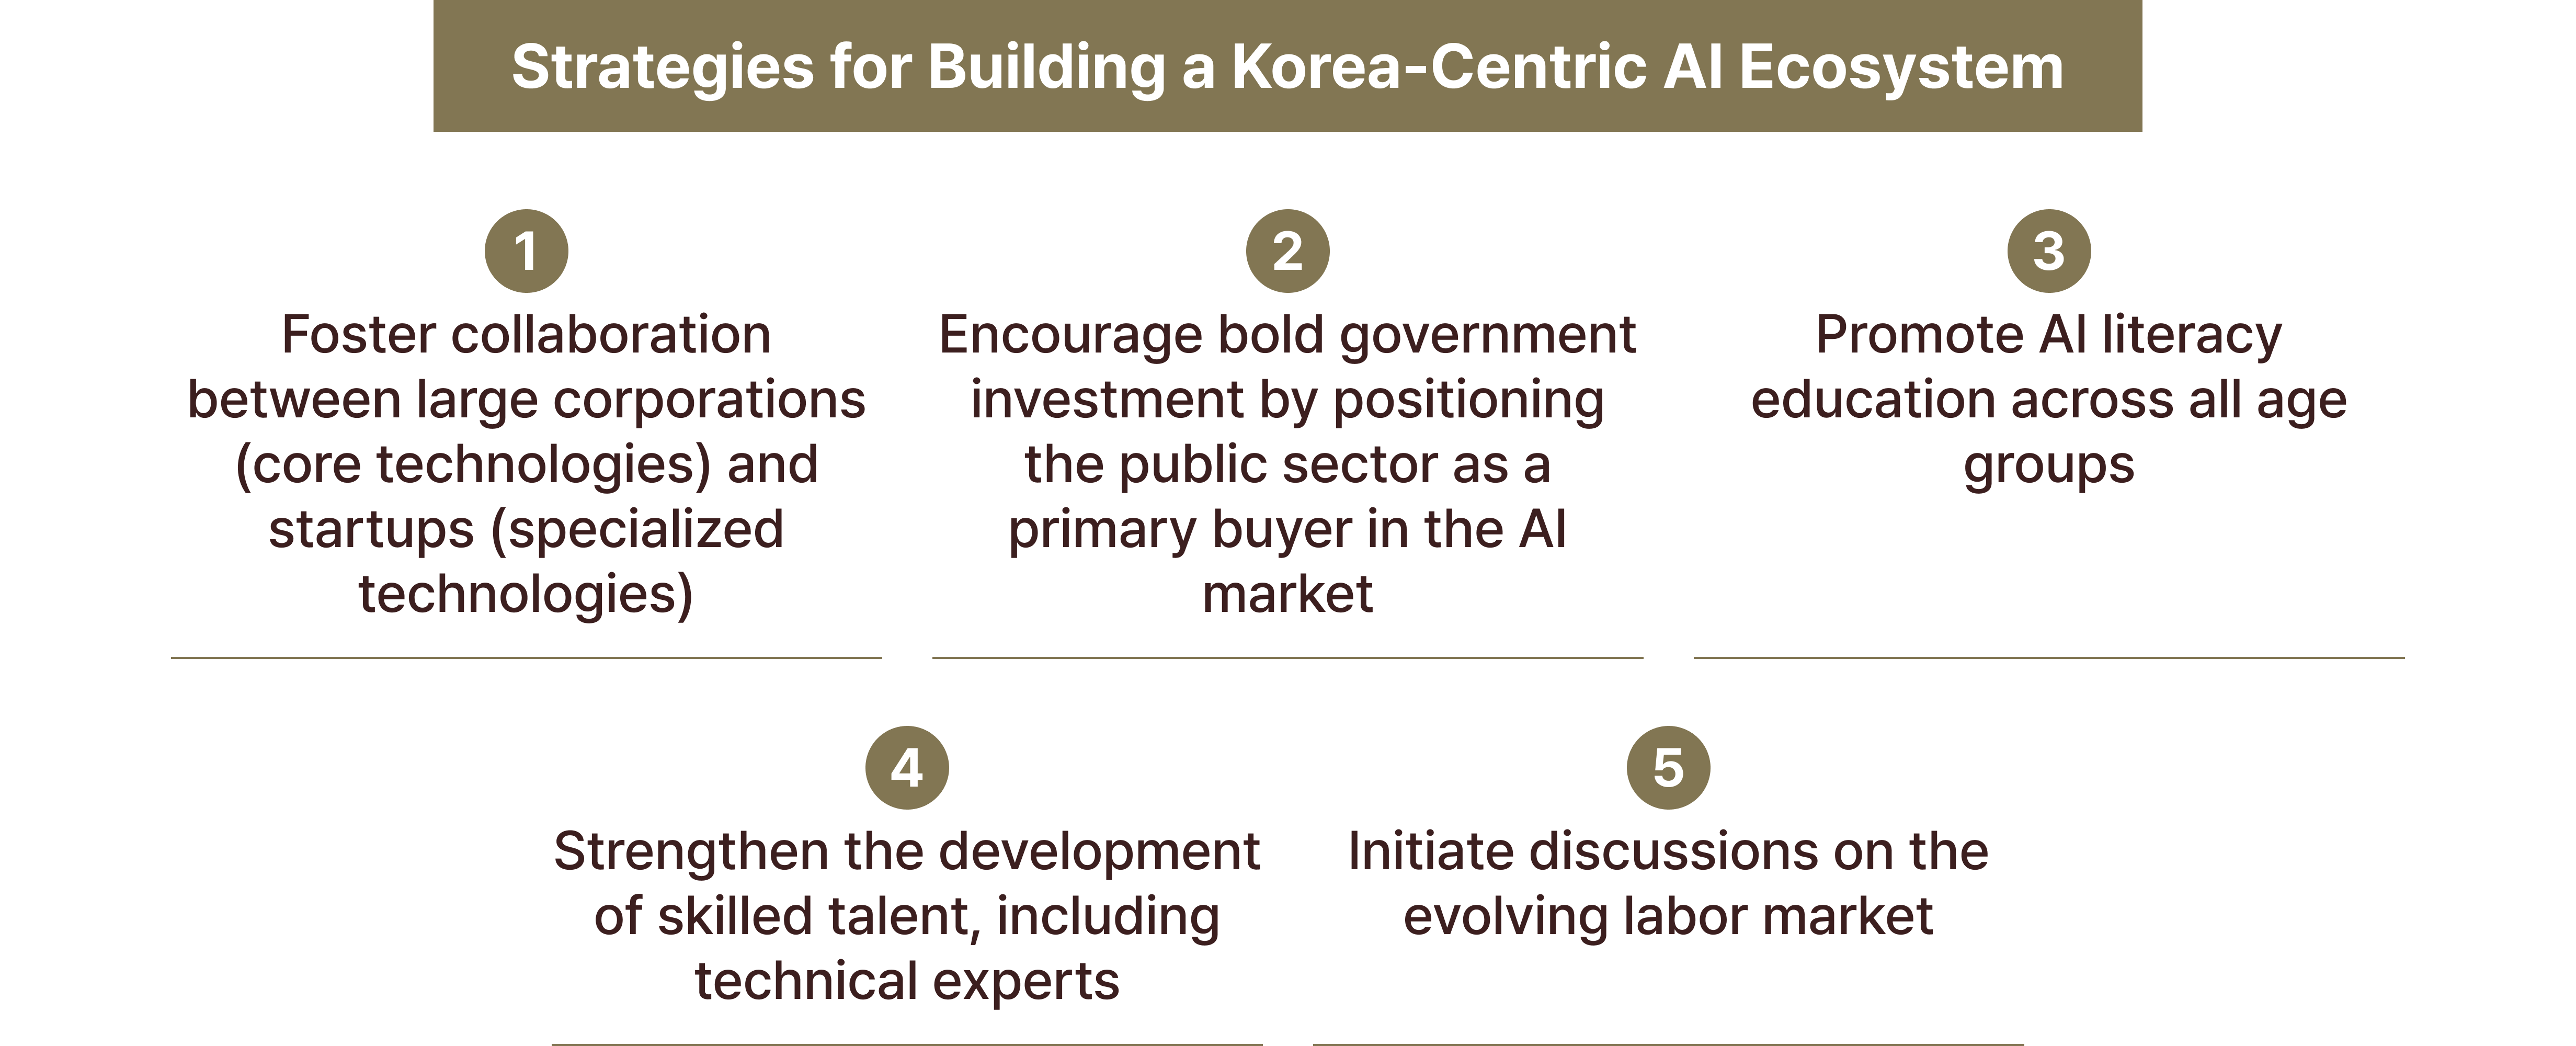 Strategies for Building a Korea-Centric AI Ecosystem
1
Foster collaboration
between large corporations
(core technologies) and
startups (specialized
technologies)
2
Encourage bold government
investment by positioning
the public sector as a
primary buyer in the AI
market
3
Promote AI literacy
education across all age
groups
4
Strengthen the development
of skilled talent, including
technical experts
5
Initiate discussions on the
evolving labor market